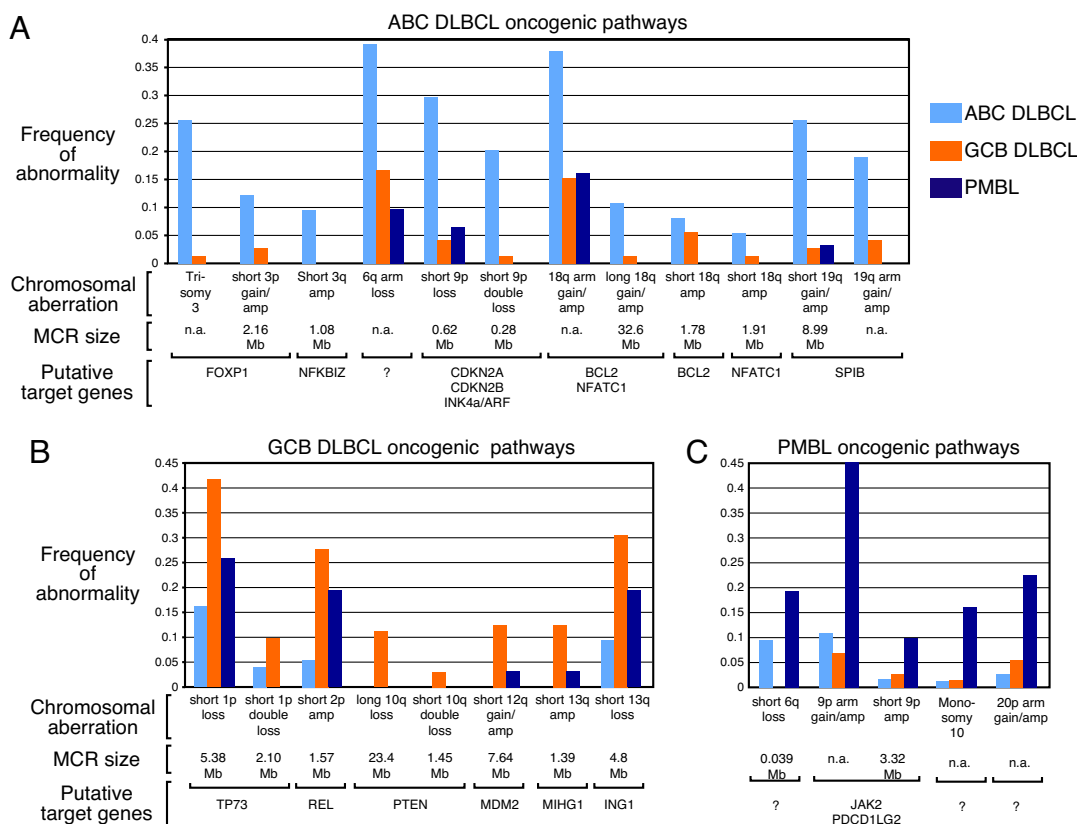 A
ABC DLBCL oncogenic pathways
0.4
0.35
0.3
0.25
0.2
0.15
0.1
0.05
0
Frequency
of
abnormality
ABC DLBCL
GCB DLBCL
PMBL
Chromosomal
aberration
Tri-
somy
3
short 3p
gain/
amp
Short 3q
amp
6q arm
loss
short 9p
loss
short 9p
double
loss
18q arm
gain/
amp
long 18q
gain/
amp
short 18q
amp
short 18q
amp
short 19q
gain/
amp
19q arm
gain/
amp
MCR size
n.a.
2.16
Mb
1.08
Mb
n.a.
0.62
Mb
0.28
Mb
n.a.
32.6
Mb
1.78
Mb
1.91
Mb
8.99
Mb
n.a.
Putative
target genes
FOXP1
NFKBIZ
?
CDKN2A
CDKN2B
INK4a/ARF
BCL2
NFATC1
BCL2
NFATC1
SPIB
B
GCB DLBCL oncogenic pathways
0.45
0.4
0.35
0.3
0.25
0.2
0.15
0.1
0.05
0
Frequency
of
abnormality
Chromosomal
aberration
short 1p
loss
short 1p
double
loss
short 2p
amp
long 10q
loss
short 10q
double
loss
short 12q
gain/
amp
short 13q
amp
short 13q
loss
MCR size
5.38
Mb
2.10
Mb
1.57
Mb
23.4
Mb
1.45
Mb
7.64
Mb
1.39
Mb
4.8
Mb
Putative
target genes
TP73
REL
PTEN
MDM2
MIHG1
ING1
C
PMBL oncogenic pathways
0.45
0.4
0.35
0.3
0.25
0.2
0.15
0.1
0.05
0
short 6q
loss
9p arm
gain/amp
short 9p
amp
Mono-
somy
10
20p arm
gain/amp
0.039
Mb
n.a.
3.32
Mb
n.a.
n.a.
?
JAK2
PDCD1LG2
?
?